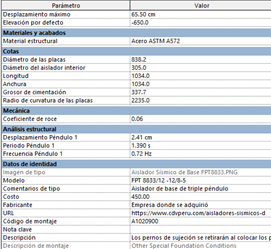 Parámetro Valor
Desplazamiento máximo 65.50 cm
Elevación por defecto -650.0
Materiales y acabados
Material estructural Acero ASTM A572
Cotas
Diámetro de las placas 838.2
Diámetro del aislador interior 305.0
Longitud 1034.0
Anchura 1034.0
Grosor de cimentación 337.7
Radio de curvatura de las placas 2235.0
Mecánica
Coeficiente de roce 0.06
Análisis estructural
Desplazamiento Péndulo 1 2.41 cm
Periodo Péndulo 1 1.390 s
Frecuencia Péndulo 1 0.72 Hz
Datos de identidad
Imagen de tipo Aislador Sísmico de Base FPT8833.PNG
Modelo FPT 8833/12 -12/8-5
Comentarios de tipo Aislador de base de triple péndulo
Costo 450.00
Fabricante Empresa donde se adquirió
URL https://www.cdvperu.com/aisladores-sismicos-d
Código de montaje A1020900
Nota clave
Descripción Los pernos de sujeción se retirarán al colocar los p
Descripción de montaje Other Special Foundation Conditions